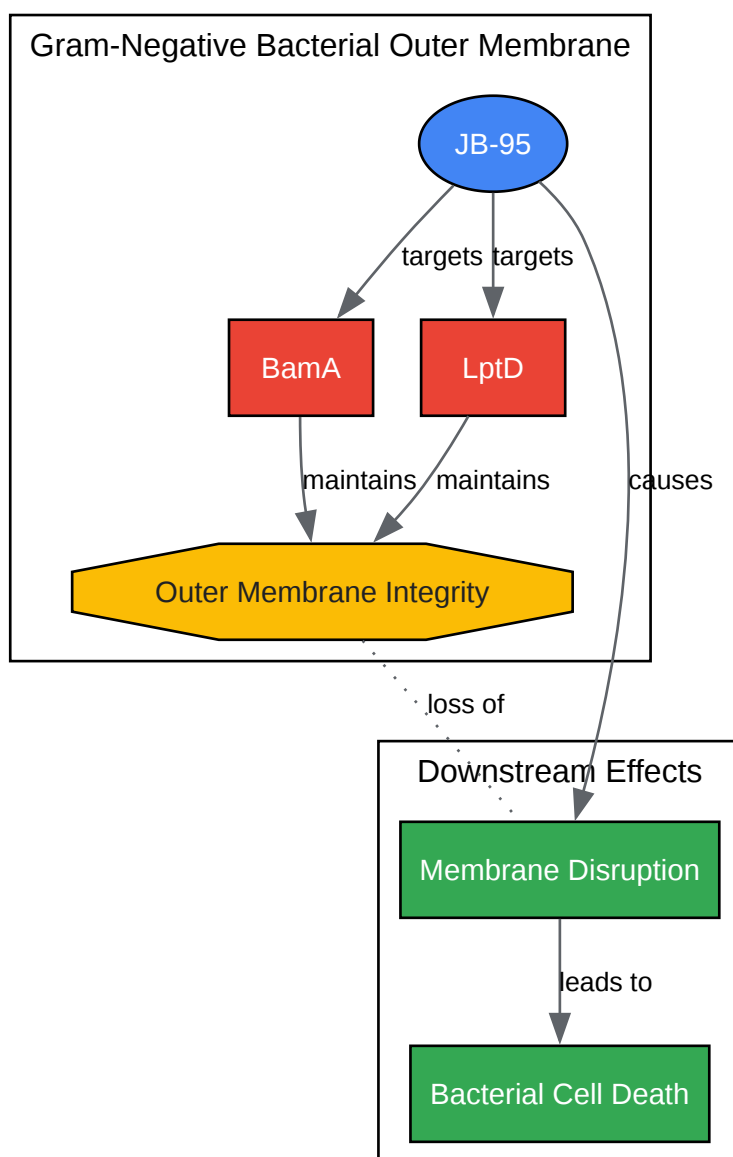 Gram-Negative Bacterial Outer Membrane
JB-95
targets
targets
BamA
LptD
maintains
maintains
causes
Outer Membrane Integrity
loss of
Downstream Effects
Membrane Disruption
leads to
Bacterial Cell Death